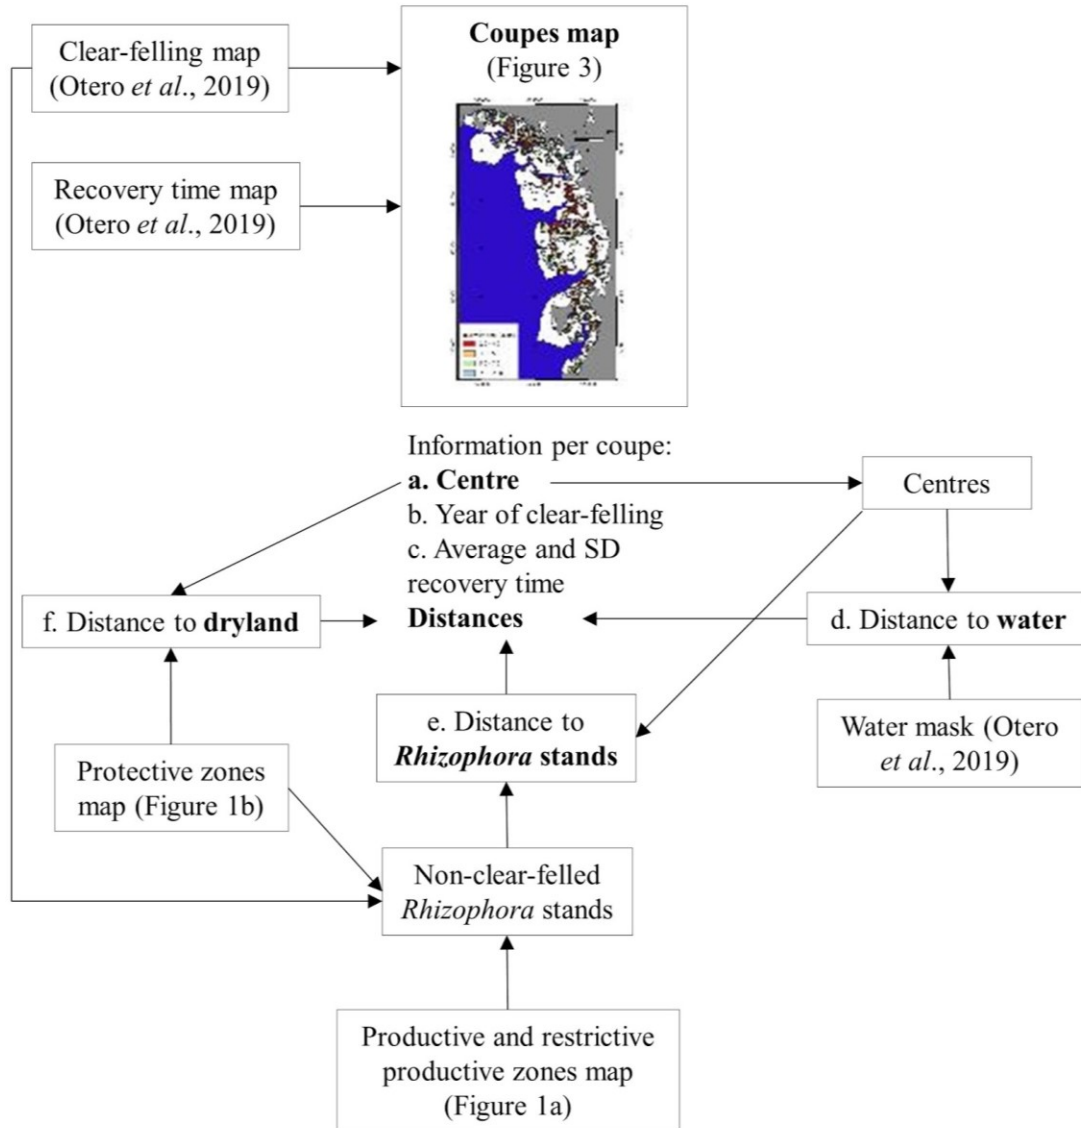 Clear-felling map
(Otero et al., 2019)
Recovery time map
(Otero et al., 2019)
Coupes map
(Figure 3)
Information per coupe:
a. Centre
b. Year of clear-felling
c. Average and SD
recovery time
Distances
Centres
f. Distance to dryland
d. Distance to water
e. Distance to
Rhizophora stands
Water mask (Otero
et al., 2019)
Protective zones
map (Figure 1b)
Non-clear-felled
Rhizophora stands
Productive and restrictive
productive zones map
(Figure 1a)